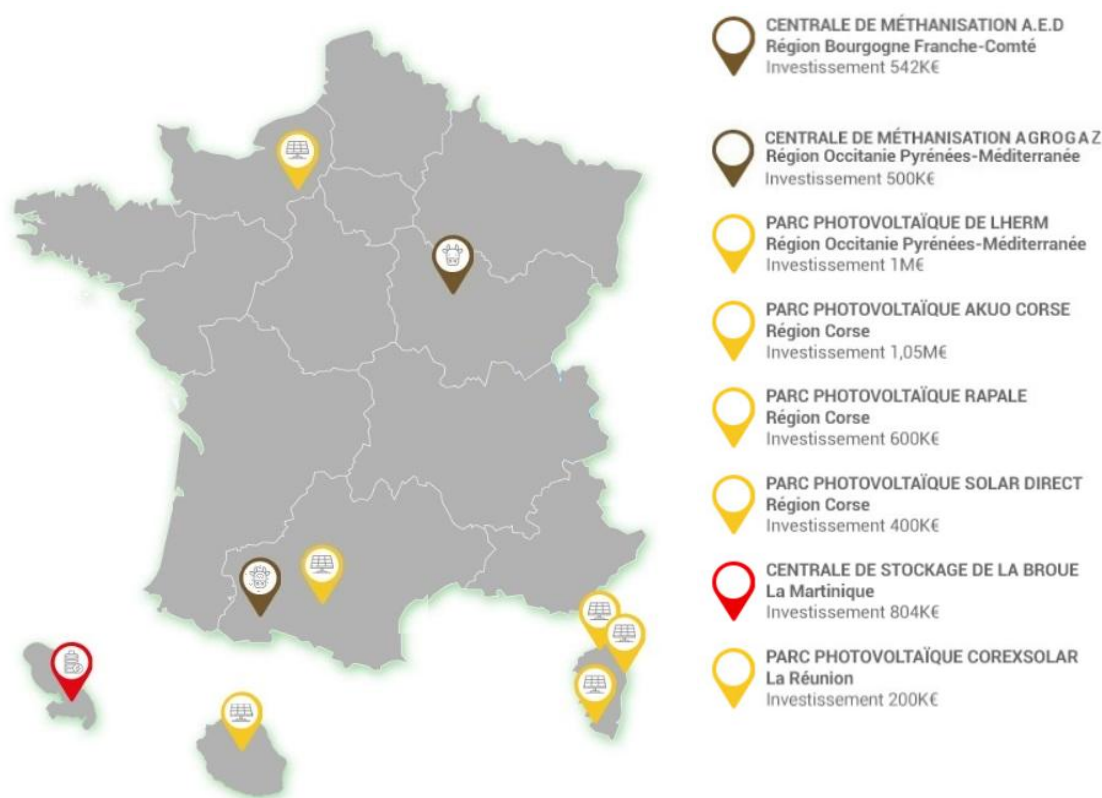 CENTRALE DE MÉTHANISATION A.E.D
Région Bourgogne Franche-Comté
Investissement 542K€
CENTRALE DE MÉTHANISATION AGROGAZ
Région Occitanie Pyrénées-Méditerranée
Investissement 500K€
PARC PHOTOVOLTAÏQUE DE LHERM
Région Occitanie Pyrénées-Méditerranée
Investissement 1M€
PARC PHOTOVOLTAÏQUE AKUO CORSE
Région Corse
Investissement 1,05M€
PARC PHOTOVOLTAÏQUE RAPALE
Région Corse
Investissement 600K€
PARC PHOTOVOLTAÏQUE SOLAR DIRECT
Région Corse
Investissement 400K€
CENTRALE DE STOCKAGE DE LA BROUE
La Martinique
Investissement 804K€
PARC PHOTOVOLTAÏQUE COREXSOLAR
La Réunion
Investissement 200K€